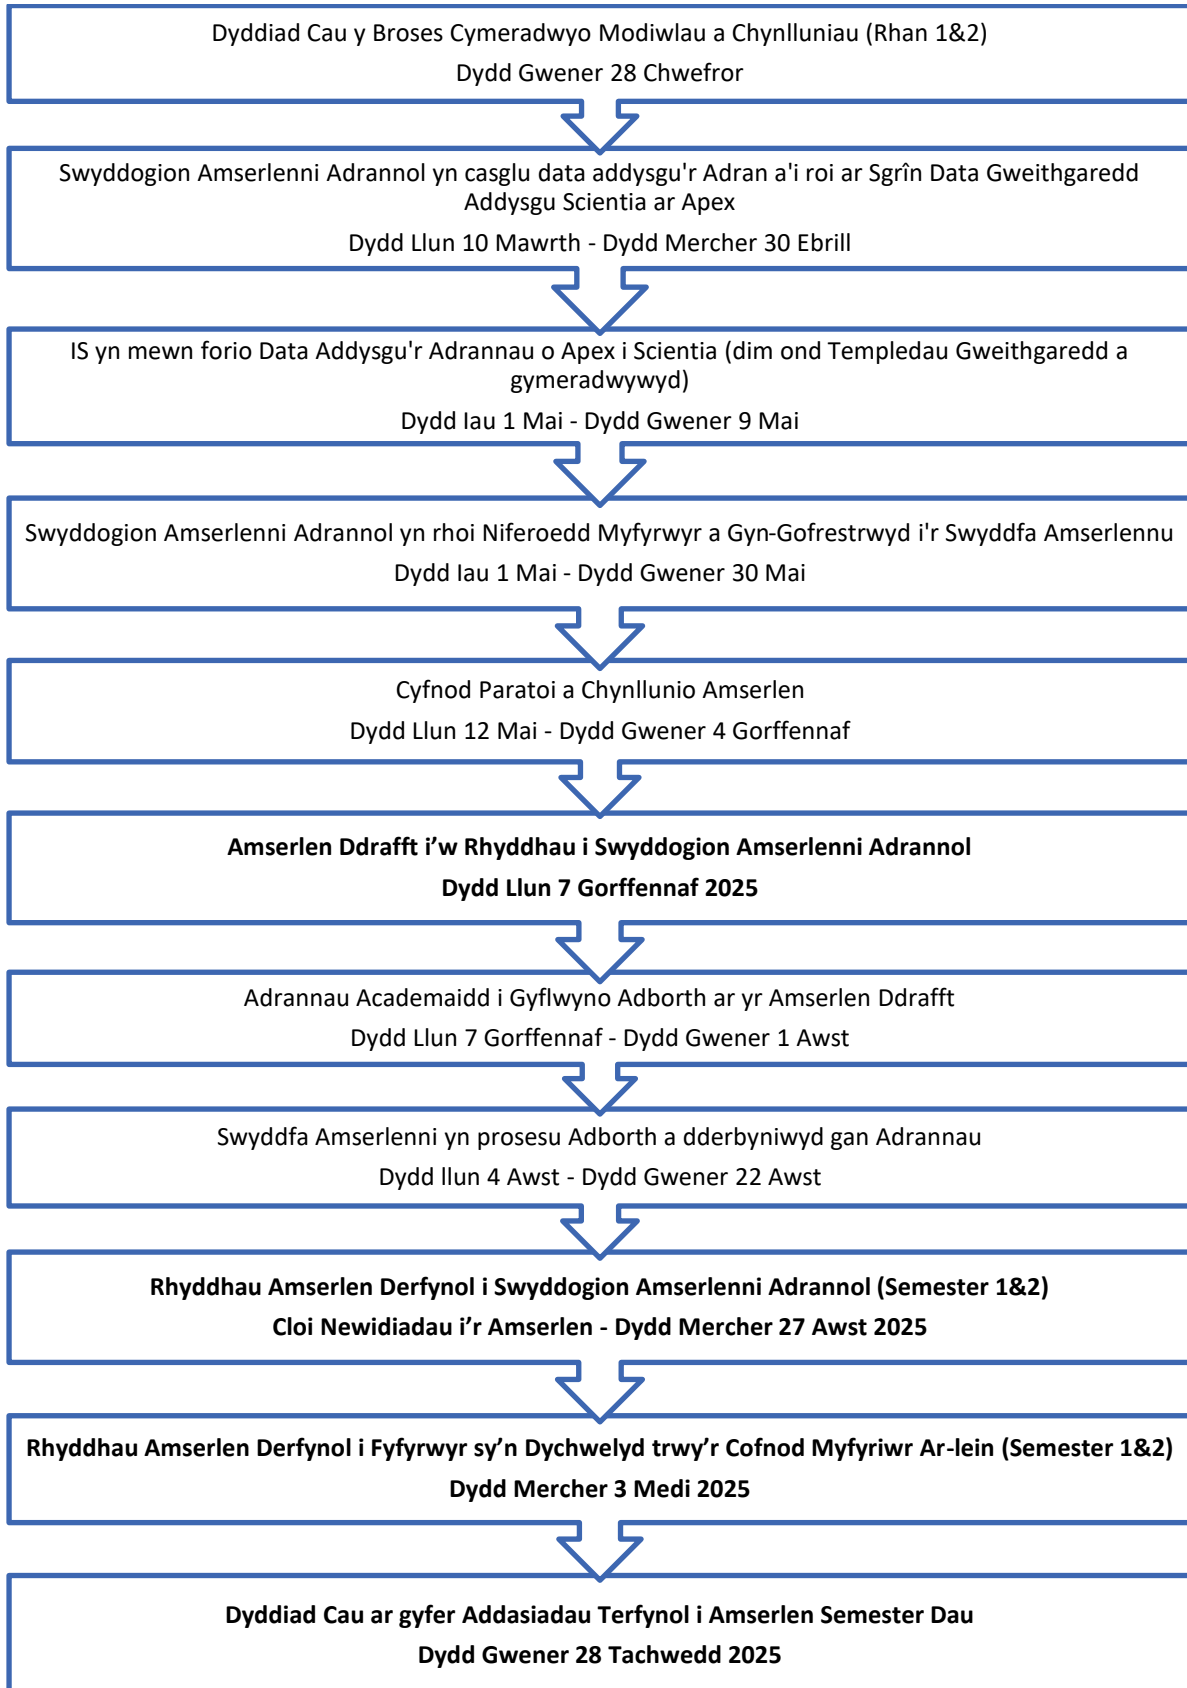 Dyddiad Cau y Broses Cymeradwyo Modiwlau a Chynlluniau (Rhan 1&2)
Dydd Gwener 28 Chwefror
Swyddogion Amserlenni Adrannol yn casglu data addysgu'r Adran a'i roi ar Sgrîn Data Gweithgaredd
Addysgu Scientia ar Apex
Dydd Llun 10 Mawrth - Dydd Mercher 30 Ebrill
IS yn mewn forio Data Addysgu'r Adrannau o Apex i Scientia (dim ond Templedau Gweithgaredd a
gymeradwywyd)
Dydd Iau 1 Mai - Dydd Gwener 9 Mai
Swyddogion Amserlenni Adrannol yn rhoi Niferoedd Myfyrwyr a Gyn-Gofrestrwyd i'r Swyddfa Amserlennu
Dydd Iau 1 Mai - Dydd Gwener 30 Mai
Cyfnod Paratoi a Chynllunio Amserlen
Dydd Llun 12 Mai - Dydd Gwener 4 Gorffennaf
Amserlen Ddrafft i’w Rhyddhau i Swyddogion Amserlenni Adrannol
Dydd Llun 7 Gorffennaf 2025
Adrannau Academaidd i Gyflwyno Adborth ar yr Amserlen Ddrafft
Dydd Llun 7 Gorffennaf - Dydd Gwener 1 Awst
Swyddfa Amserlenni yn prosesu Adborth a dderbyniwyd gan Adrannau
Dydd llun 4 Awst - Dydd Gwener 22 Awst
Rhyddhau Amserlen Derfynol i Swyddogion Amserlenni Adrannol (Semester 1&2)
Cloi Newidiadau i’r Amserlen - Dydd Mercher 27 Awst 2025
Rhyddhau Amserlen Derfynol i Fyfyrwyr sy’n Dychwelyd trwy’r Cofnod Myfyriwr Ar-lein (Semester 1&2)
Dydd Mercher 3 Medi 2025
Dyddiad Cau ar gyfer Addasiadau Terfynol i Amserlen Semester Dau
Dydd Gwener 28 Tachwedd 2025